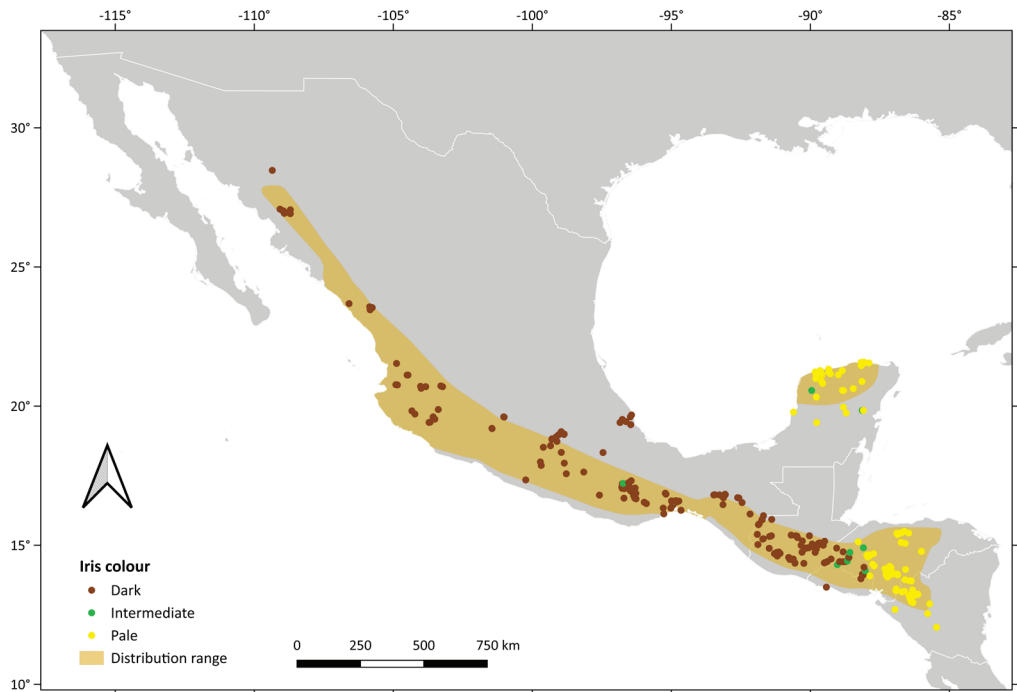 -115° -110° -105° -100° -95° -90° -85°
30°
25°
20°
15°
10°
Iris colour
Dark
Intermediate
Pale
Distribution range
0 250 500 750 km